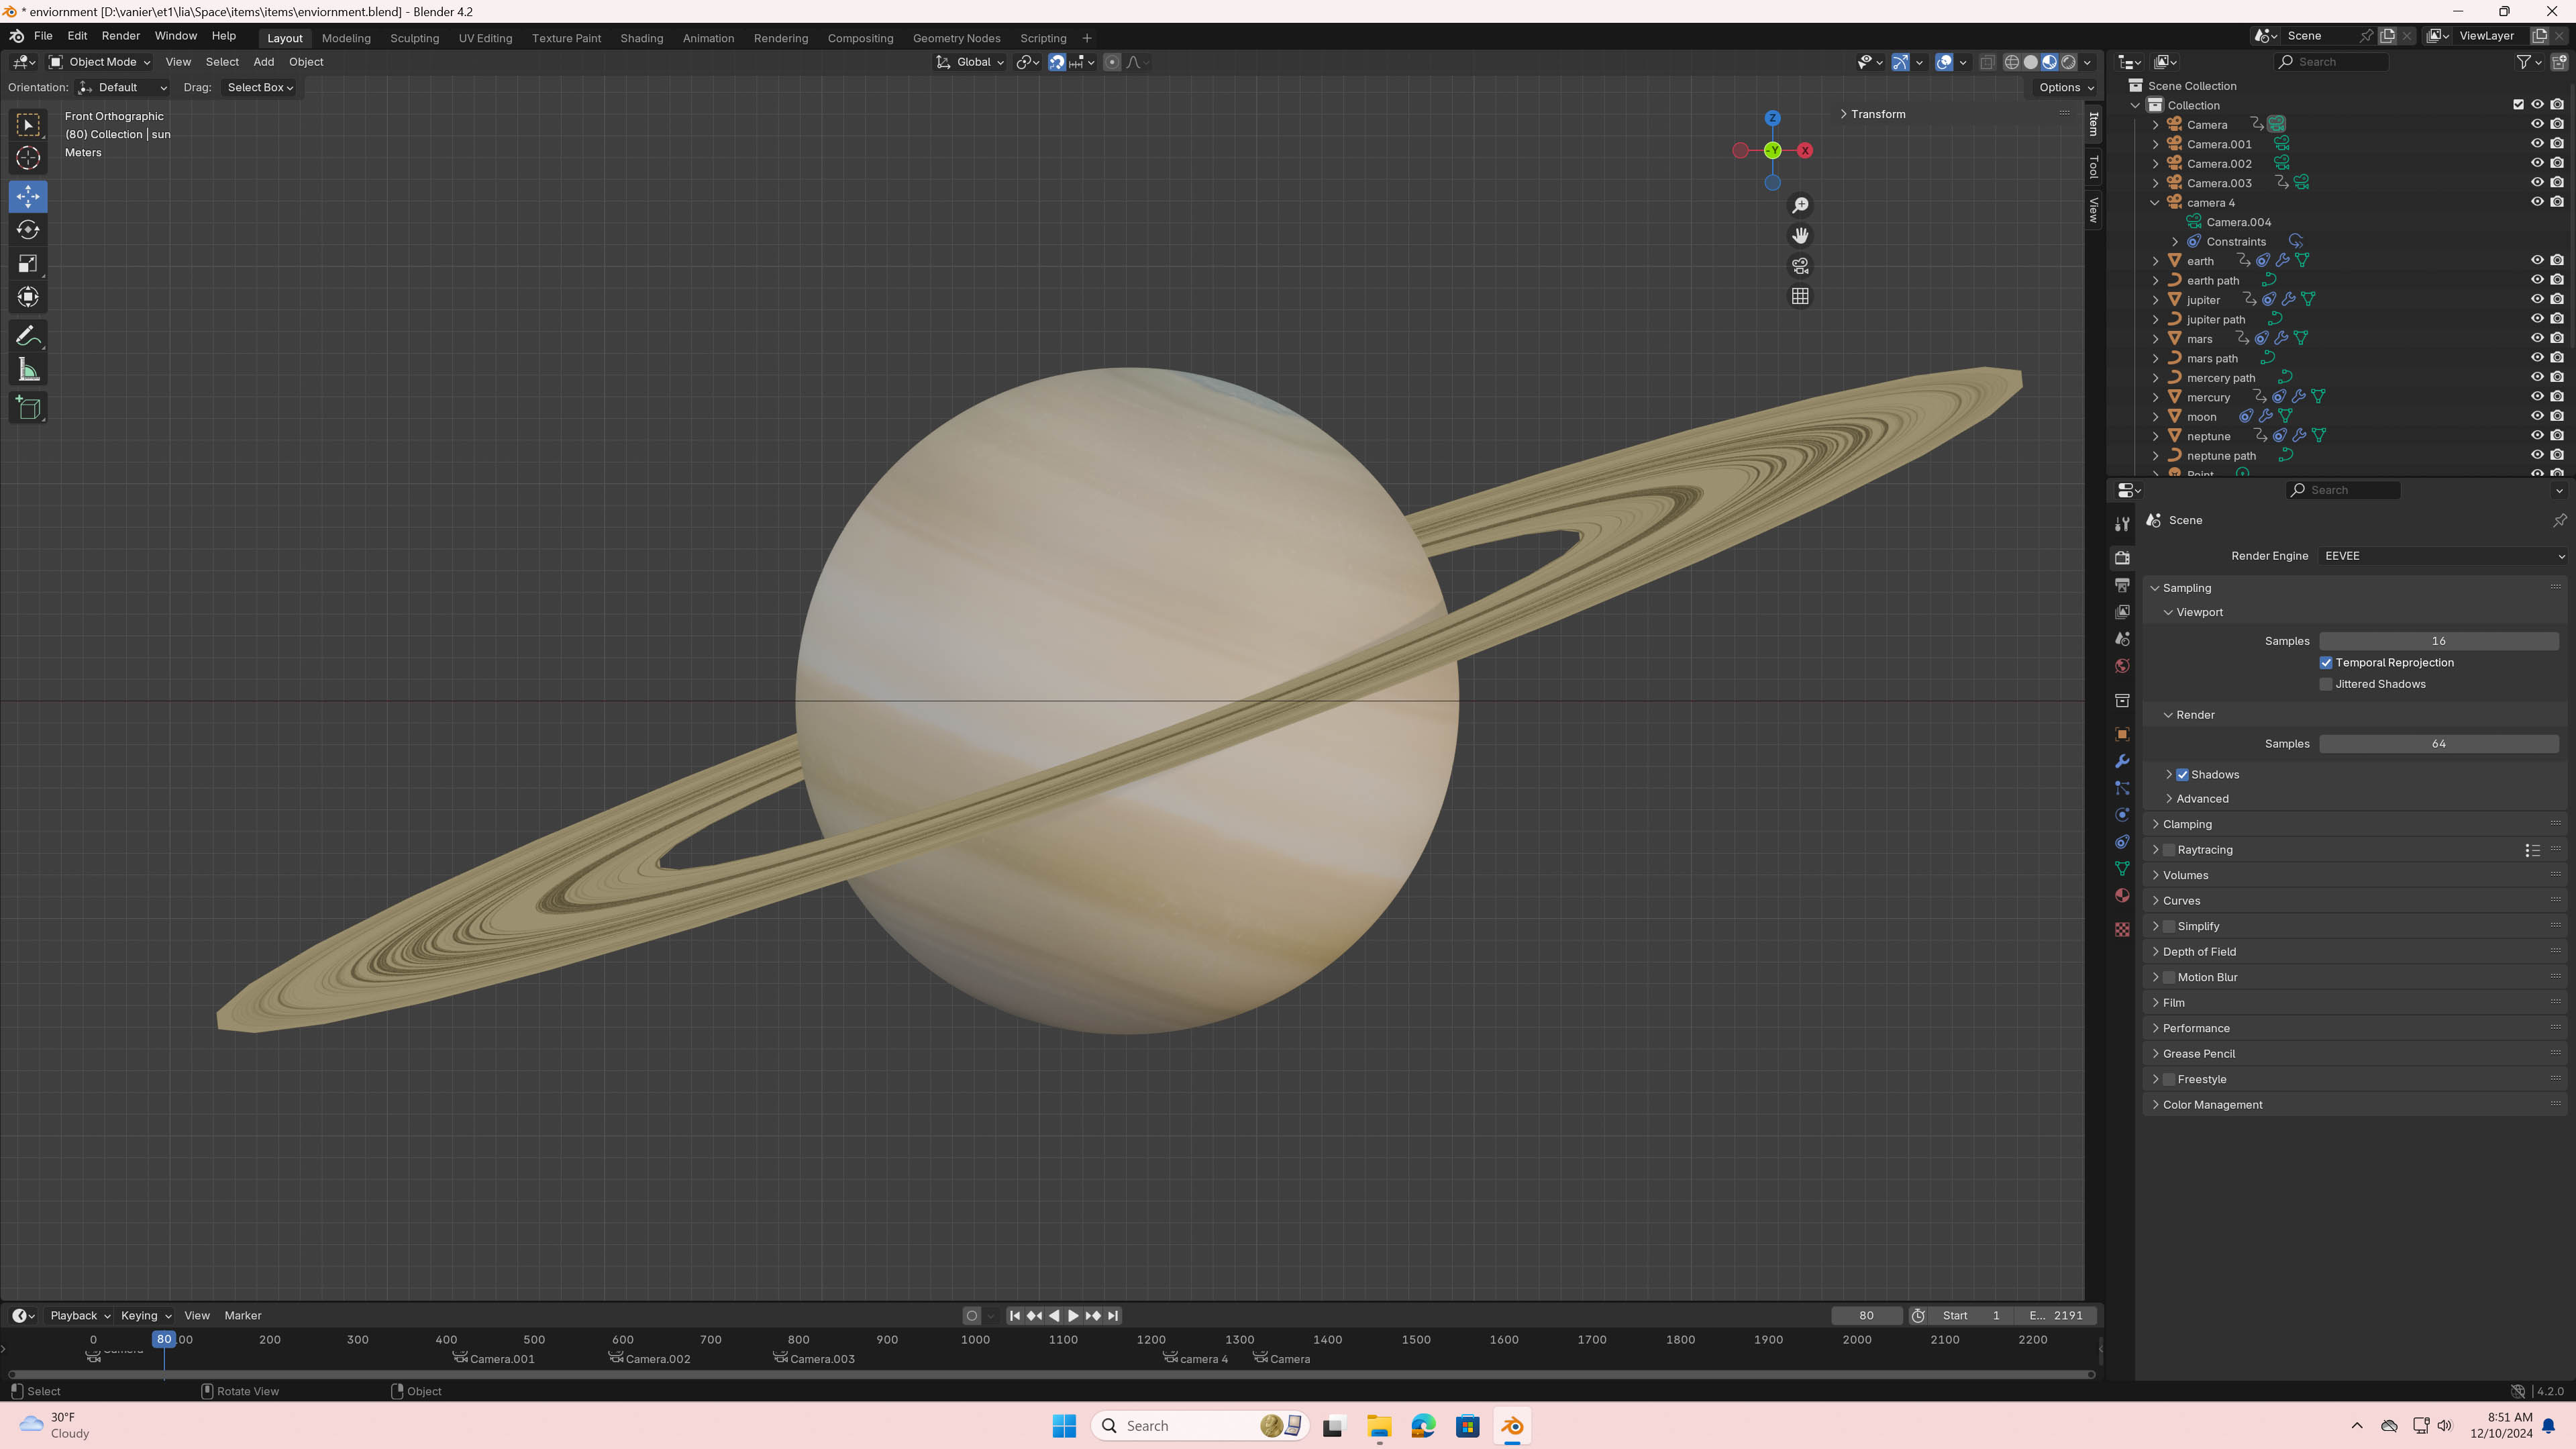 * enviornment [D:\vanier\et1\lia\Space\items\items\enviornment.blend] - Blender 4.2
File Edit Render Window Help Layout Modeling Sculpting UV Editing Texture Paint Shading Animation Rendering Compositing Geometry Nodes Scripting + Scene ViewLayer
Object Mode View Select Add Object Global Search
Orientation: Default Drag: Select Box Options
Front Orthographic
(80) Collection | sun
Meters
Transform
Z
-Y X
Item
Tool
View
Scene Collection
Collection
Camera
Camera.001
Camera.002
Camera.003
camera 4
Camera.004
Constraints
earth
earth path
jupiter
jupiter path
mars
mars path
mercery path
mercury
moon
neptune
neptune path
Point
Search
Scene
Render Engine EEVEE
Sampling
Viewport
Samples 16
Temporal Reprojection
Jittered Shadows
Render
Samples 64
Shadows
Advanced
Clamping
Raytracing
Volumes
Curves
Simplify
Depth of Field
Motion Blur
Film
Performance
Grease Pencil
Freestyle
Color Management
Playback Keying View Marker 80 Start 1 E... 2191
0 80 00 200 300 400 500 600 700 800 900 1000 1100 1200 1300 1400 1500 1600 1700 1800 1900 2000 2100 2200
Camera Camera.001 Camera.002 Camera.003 camera 4 Camera
Select Rotate View Object 4.2.0
30°F
Cloudy
Search
8:51 AM
12/10/2024